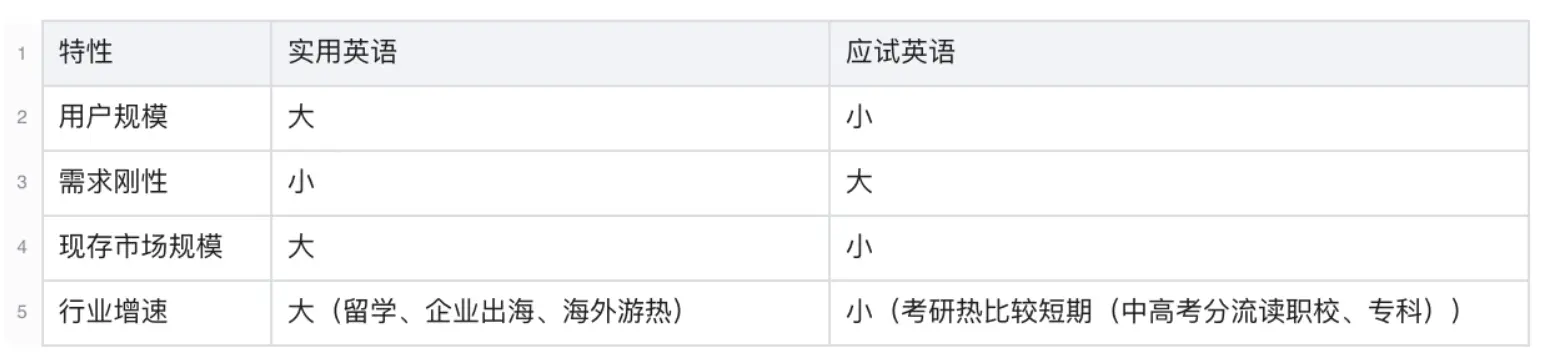 1 特性 实用英语 应试英语
2 用户规模 大 小
3 需求刚性 小 大
4 现存市场规模 大 小
5 行业增速 大（留学、企业出海、海外游热） 小（考研热比较短期（中高考分流读职校、专科））